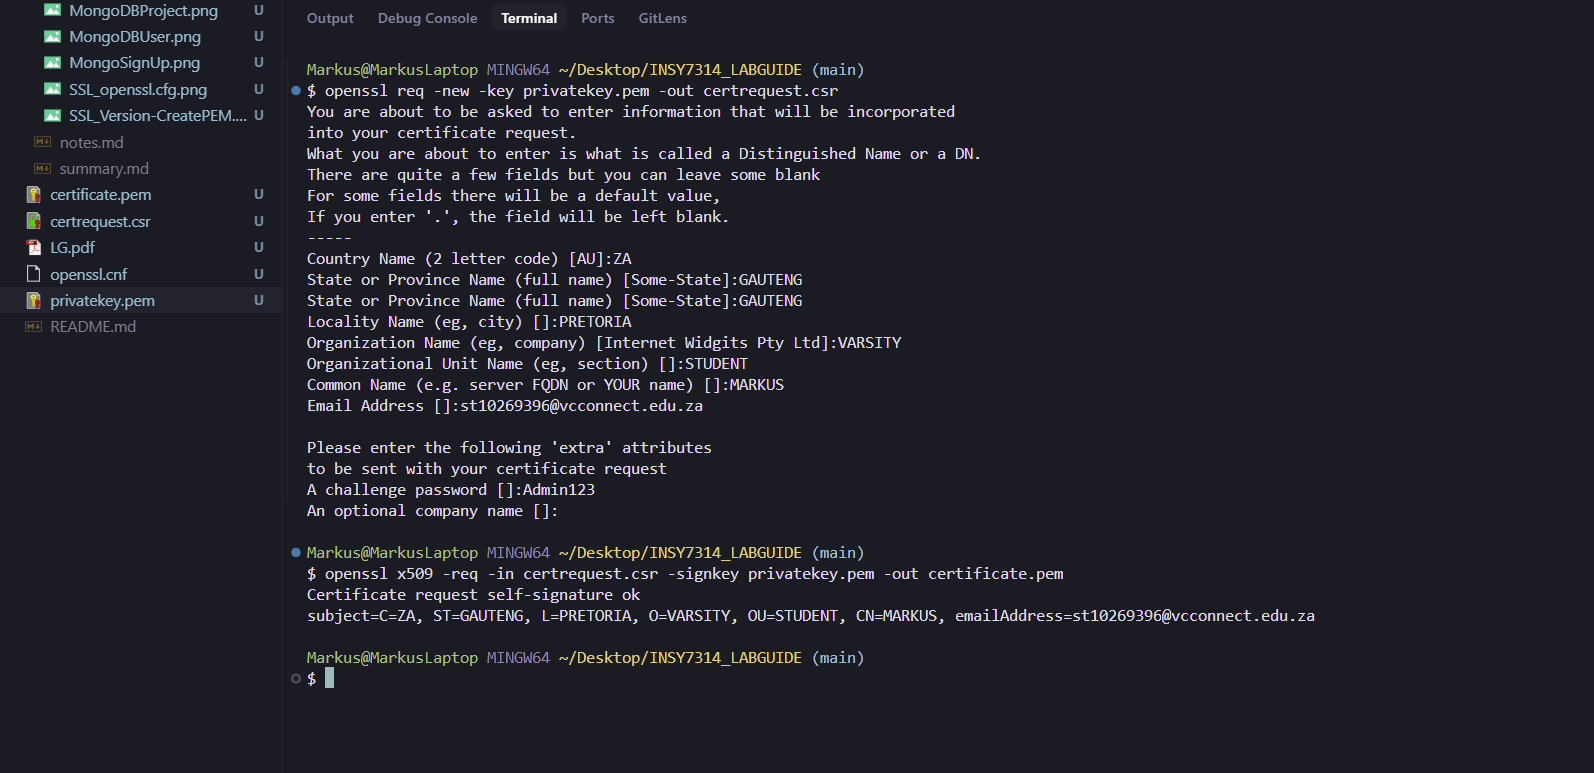 MongoDBProject.png U
MongoDBUser.png U
MongoSignUp.png U
SSL_openssl.cfg.png U
SSL_Version-CreatePEM.... U
notes.md
summary.md
certificate.pem U
certrequest.csr U
LG.pdf U
openssl.cnf U
privatekey.pem U
README.md
Output Debug Console Terminal Ports GitLens
Markus@MarkusLaptop MINGW64 ~/Desktop/INSY7314_LABGUIDE (main)
$ openssl req -new -key privatekey.pem -out certrequest.csr
You are about to be asked to enter information that will be incorporated
into your certificate request.
What you are about to enter is what is called a Distinguished Name or a DN.
There are quite a few fields but you can leave some blank
For some fields there will be a default value,
If you enter '.', the field will be left blank.
-----
Country Name (2 letter code) [AU]:ZA
State or Province Name (full name) [Some-State]:GAUTENG
State or Province Name (full name) [Some-State]:GAUTENG
Locality Name (eg, city) []:PRETORIA
Organization Name (eg, company) [Internet Widgits Pty Ltd]:VARSITY
Organizational Unit Name (eg, section) []:STUDENT
Common Name (e.g. server FQDN or YOUR name) []:MARKUS
Email Address []:st10269396@vcconnect.edu.za
Please enter the following 'extra' attributes
to be sent with your certificate request
A challenge password []:Admin123
An optional company name []:
Markus@MarkusLaptop MINGW64 ~/Desktop/INSY7314_LABGUIDE (main)
$ openssl x509 -req -in certrequest.csr -signkey privatekey.pem -out certificate.pem
Certificate request self-signature ok
subject=C=ZA, ST=GAUTENG, L=PRETORIA, O=VARSITY, OU=STUDENT, CN=MARKUS, emailAddress=st10269396@vcconnect.edu.za
Markus@MarkusLaptop MINGW64 ~/Desktop/INSY7314_LABGUIDE (main)
$